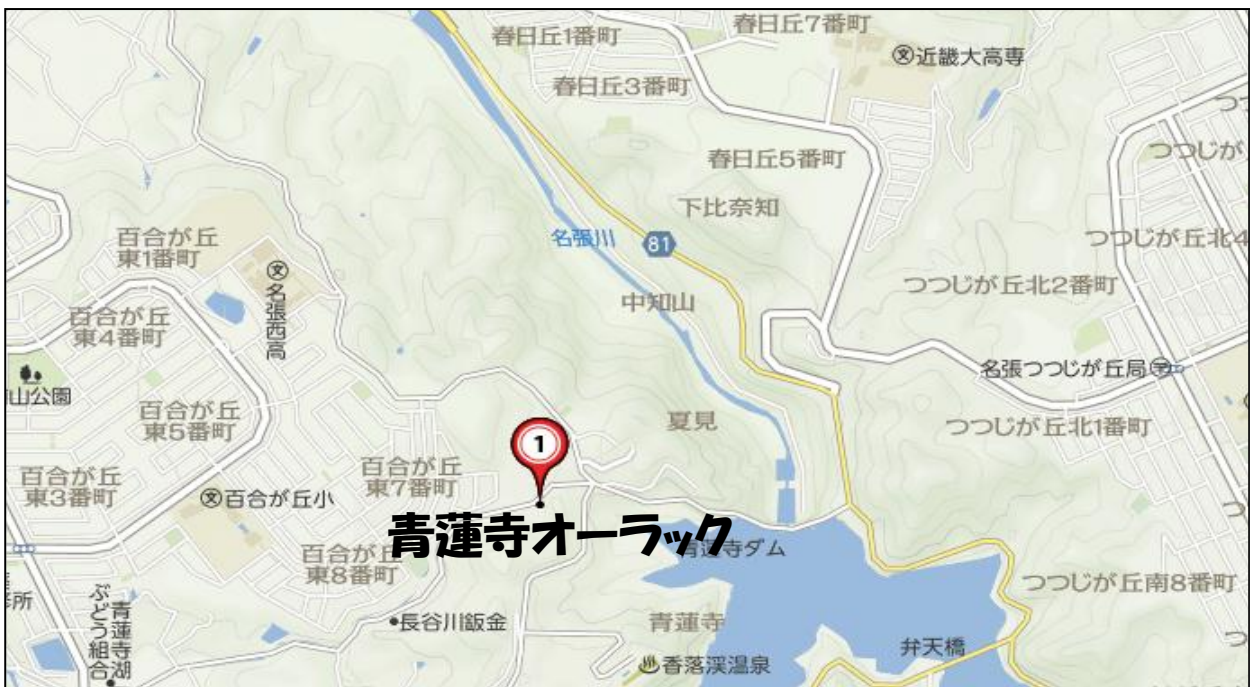 春日丘1番町
春日丘7番町
近畿大高専
春日丘3番町
つつ
春日丘5番町
つつじが
下比奈知
百合が丘
東1番町
名張川
81
つつじが丘北4
名張西高
つつじが丘北2番町
百合が丘
東4番町
中知山
名張つつじが丘局
山公園
百合が丘
東5番町
1
夏見
つつじが丘北1番町
百合が丘
東3番町
百合が丘小
百合が丘
東7番町
青蓮寺オーラック
青蓮寺ダム
百合が丘
東8番町
つつじが丘南8番町
所
青蓮寺湖
ぶどう組合
長谷川鈑金
青蓮寺
弁天橋
香落渓温泉